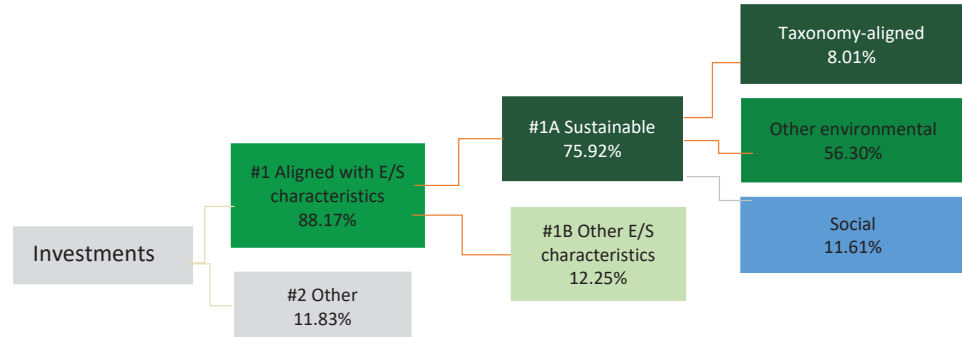 Investments
#1 Aligned with E/S
characteristics
88.17%
#2 Other
11.83%
#1A Sustainable
75.92%
#1B Other E/S
characteristics
12.25%
Taxonomy-aligned
8.01%
Other environmental
56.30%
Social
11.61%